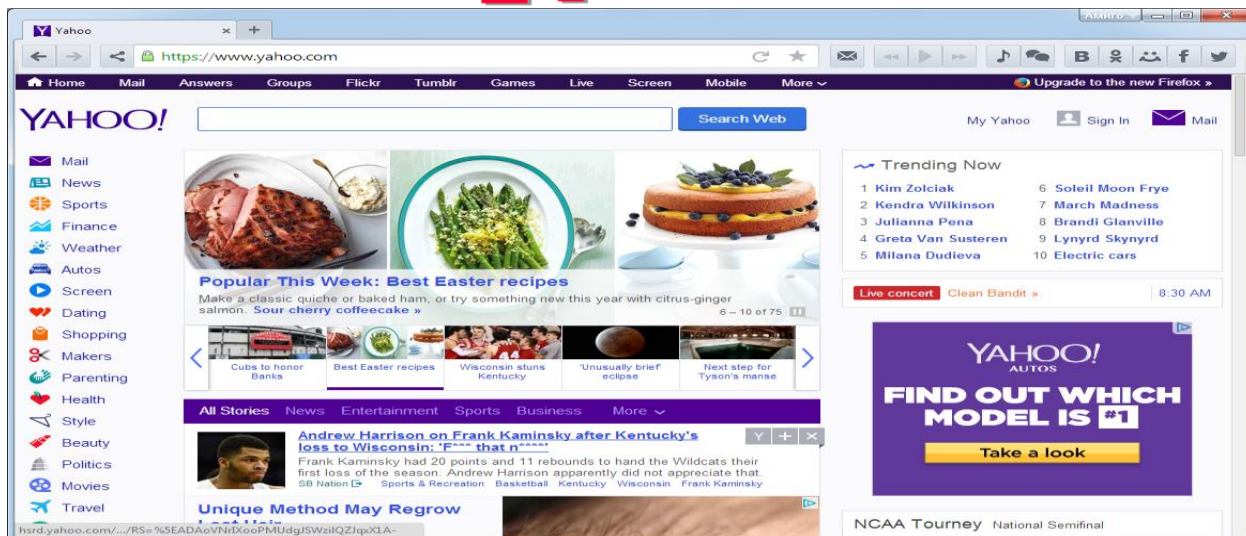 Yahoo
https://www.yahoo.com
Home Mail Answers Groups Flickr Tumblr Games Live Screen Mobile More
Upgrade to the new Firefox »
YAHOO!
Search Web
My Yahoo Sign In Mail
Mail
News
Sports
Finance
Weather
Autos
Screen
Dating
Shopping
Makers
Parenting
Health
Style
Beauty
Politics
Movies
Travel
Popular This Week: Best Easter recipes
Make a classic quiche or baked ham, or try something new this year with citrus-ginger
salmon. Sour cherry coffeecake »
6 – 10 of 75
Cubs to honor
Banks
Best Easter recipes
Wisconsin stuns
Kentucky
'Unusually brief'
eclipse
Next step for
Tyson's manse
All Stories News Entertainment Sports Business More
Andrew Harrison on Frank Kaminsky after Kentucky's
loss to Wisconsin: 'F*** that n****'
Frank Kaminsky had 20 points and 11 rebounds to hand the Wildcats their
first loss of the season. Andrew Harrison apparently did not appreciate that.
SB Nation Sports & Recreation Basketball Kentucky Wisconsin Frank Kaminsky
Unique Method May Regrow
Lost Hair
Trending Now
1 Kim Zolciak
2 Kendra Wilkinson
3 Julianna Pena
4 Greta Van Susteren
5 Milana Dudieva
6 Soleil Moon Frye
7 March Madness
8 Brandi Glanville
9 Lynyrd Skynyrd
10 Electric cars
Live concert Clean Bandit » 8:30 AM
YAHOO!
AUTOS
FIND OUT WHICH
MODEL IS #1
Take a look
NCAA Tourney National Semifinal